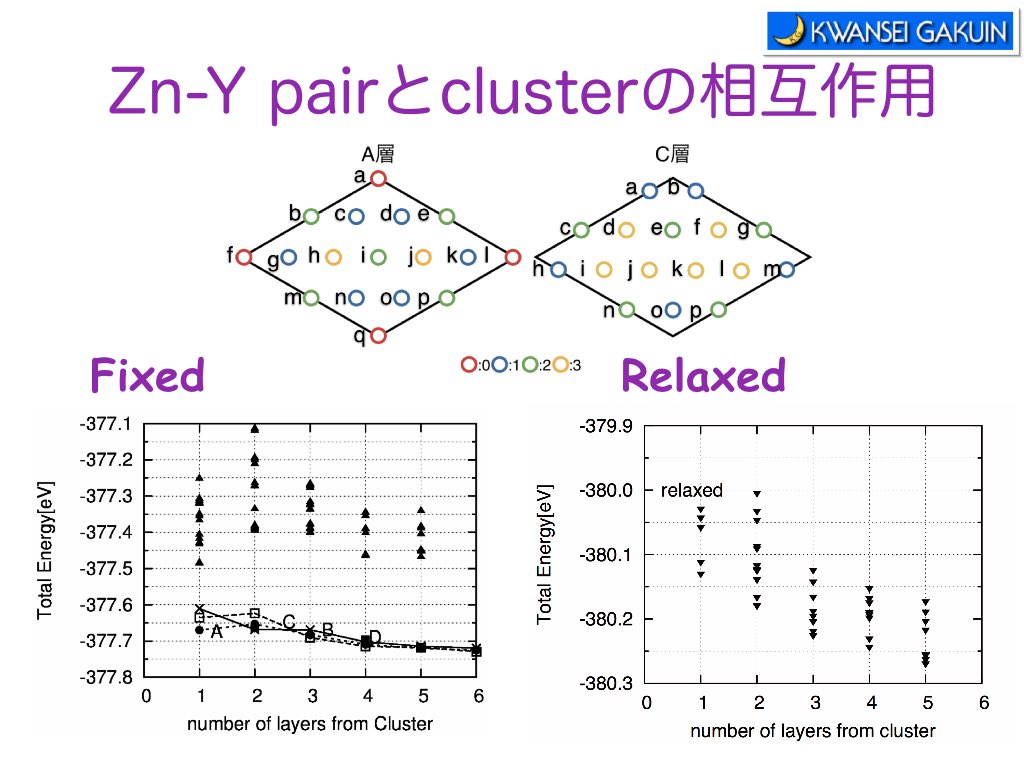 KWANSEI GAKUIN
Zn-Y pairとclusterの相互作用
A層
C層
a
b c d e
f g h i j k l
m n o p
q
a b
c d e f g
h i j k l m
n o p
:0 :1 :2 :3
Fixed
Relaxed
-377.1
-377.2
-377.3
-377.4
-377.5
-377.6
-377.7
-377.8
Total Energy[eV]
A
C
B
D
0 1 2 3 4 5 6
number of layers from Cluster
-379.9
-380.0
-380.1
-380.2
-380.3
Total Energy[eV]
relaxed
0 1 2 3 4 5 6
number of layers from cluster